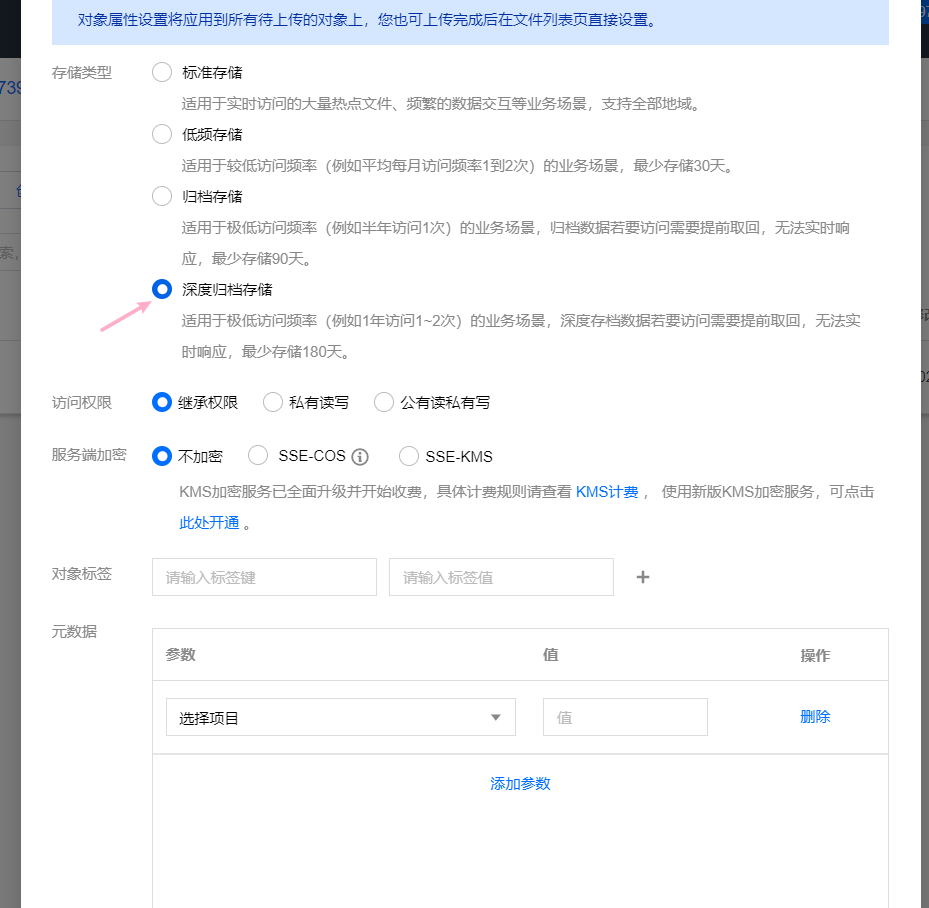 对象属性设置将应用到所有待上传的对象上，您也可上传完成后在文件列表页直接设置。
存储类型
标准存储
适用于实时访问的大量热点文件、频繁的数据交互等业务场景，支持全部地域。
低频存储
适用于较低访问频率（例如平均每月访问频率1到2次）的业务场景，最少存储30天。
归档存储
适用于极低访问频率（例如半年访问1次）的业务场景，归档数据若要访问需要提前取回，无法实时响
应，最少存储90天。
深度归档存储
适用于极低访问频率（例如1年访问1~2次）的业务场景，深度存档数据若要访问需要提前取回，无法实
时响应，最少存储180天。
访问权限 继承权限 私有读写 公有读私有写
服务端加密 不加密 SSE-COS SSE-KMS
KMS加密服务已全面升级并开始收费，具体计费规则请查看 KMS计费 ， 使用新版KMS加密服务，可点击
此处开通 。
对象标签 请输入标签键 请输入标签值
元数据
参数 值 操作
选择项目 值 删除
添加参数